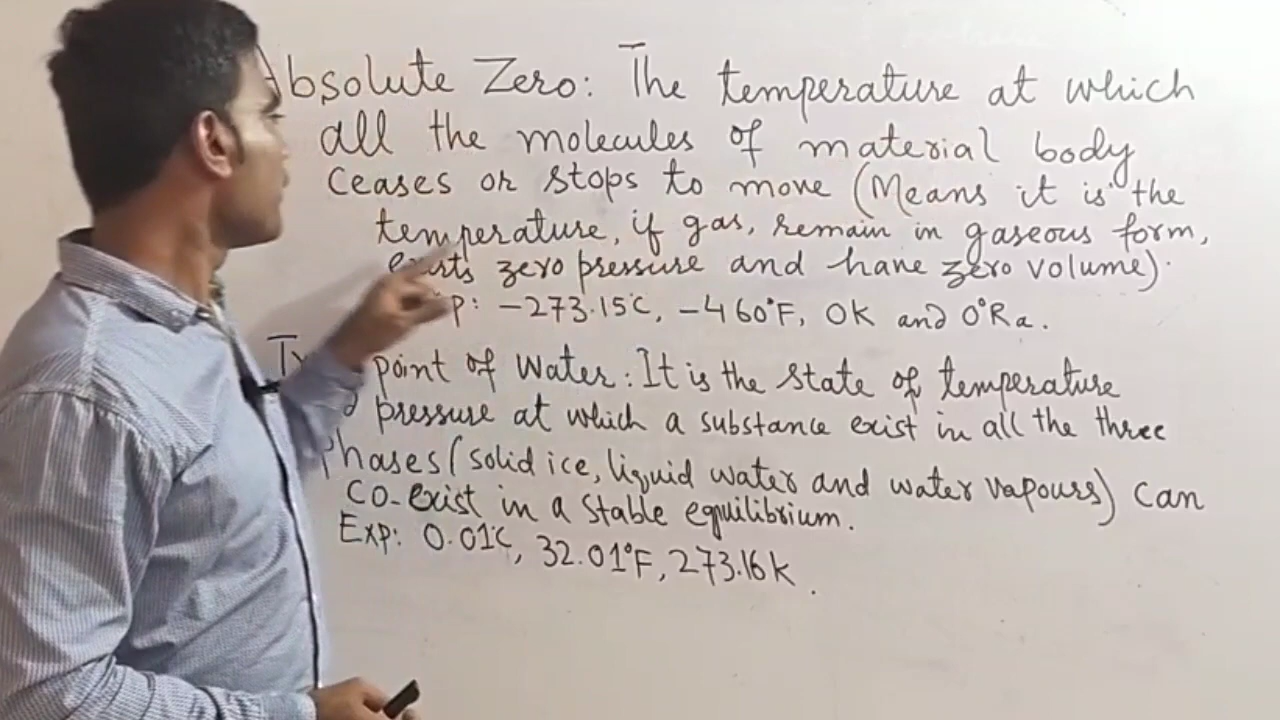 Absolute Zero: The temperature at which
all the molecules of material body
ceases or stops to move (Means it is the
temperature, if gas, remain in gaseous form,
exerts zero pressure and have zero volume).
-273.15°C, -460°F, 0K and 0°Ra.
point of Water: It is the state of temperature
pressure at which a substance exist in all the three
Phases (solid ice, liquid water and water vapours) can
co-exist in a stable equilibrium.
Exp: 0.01°C, 32.01°F, 273.16k.